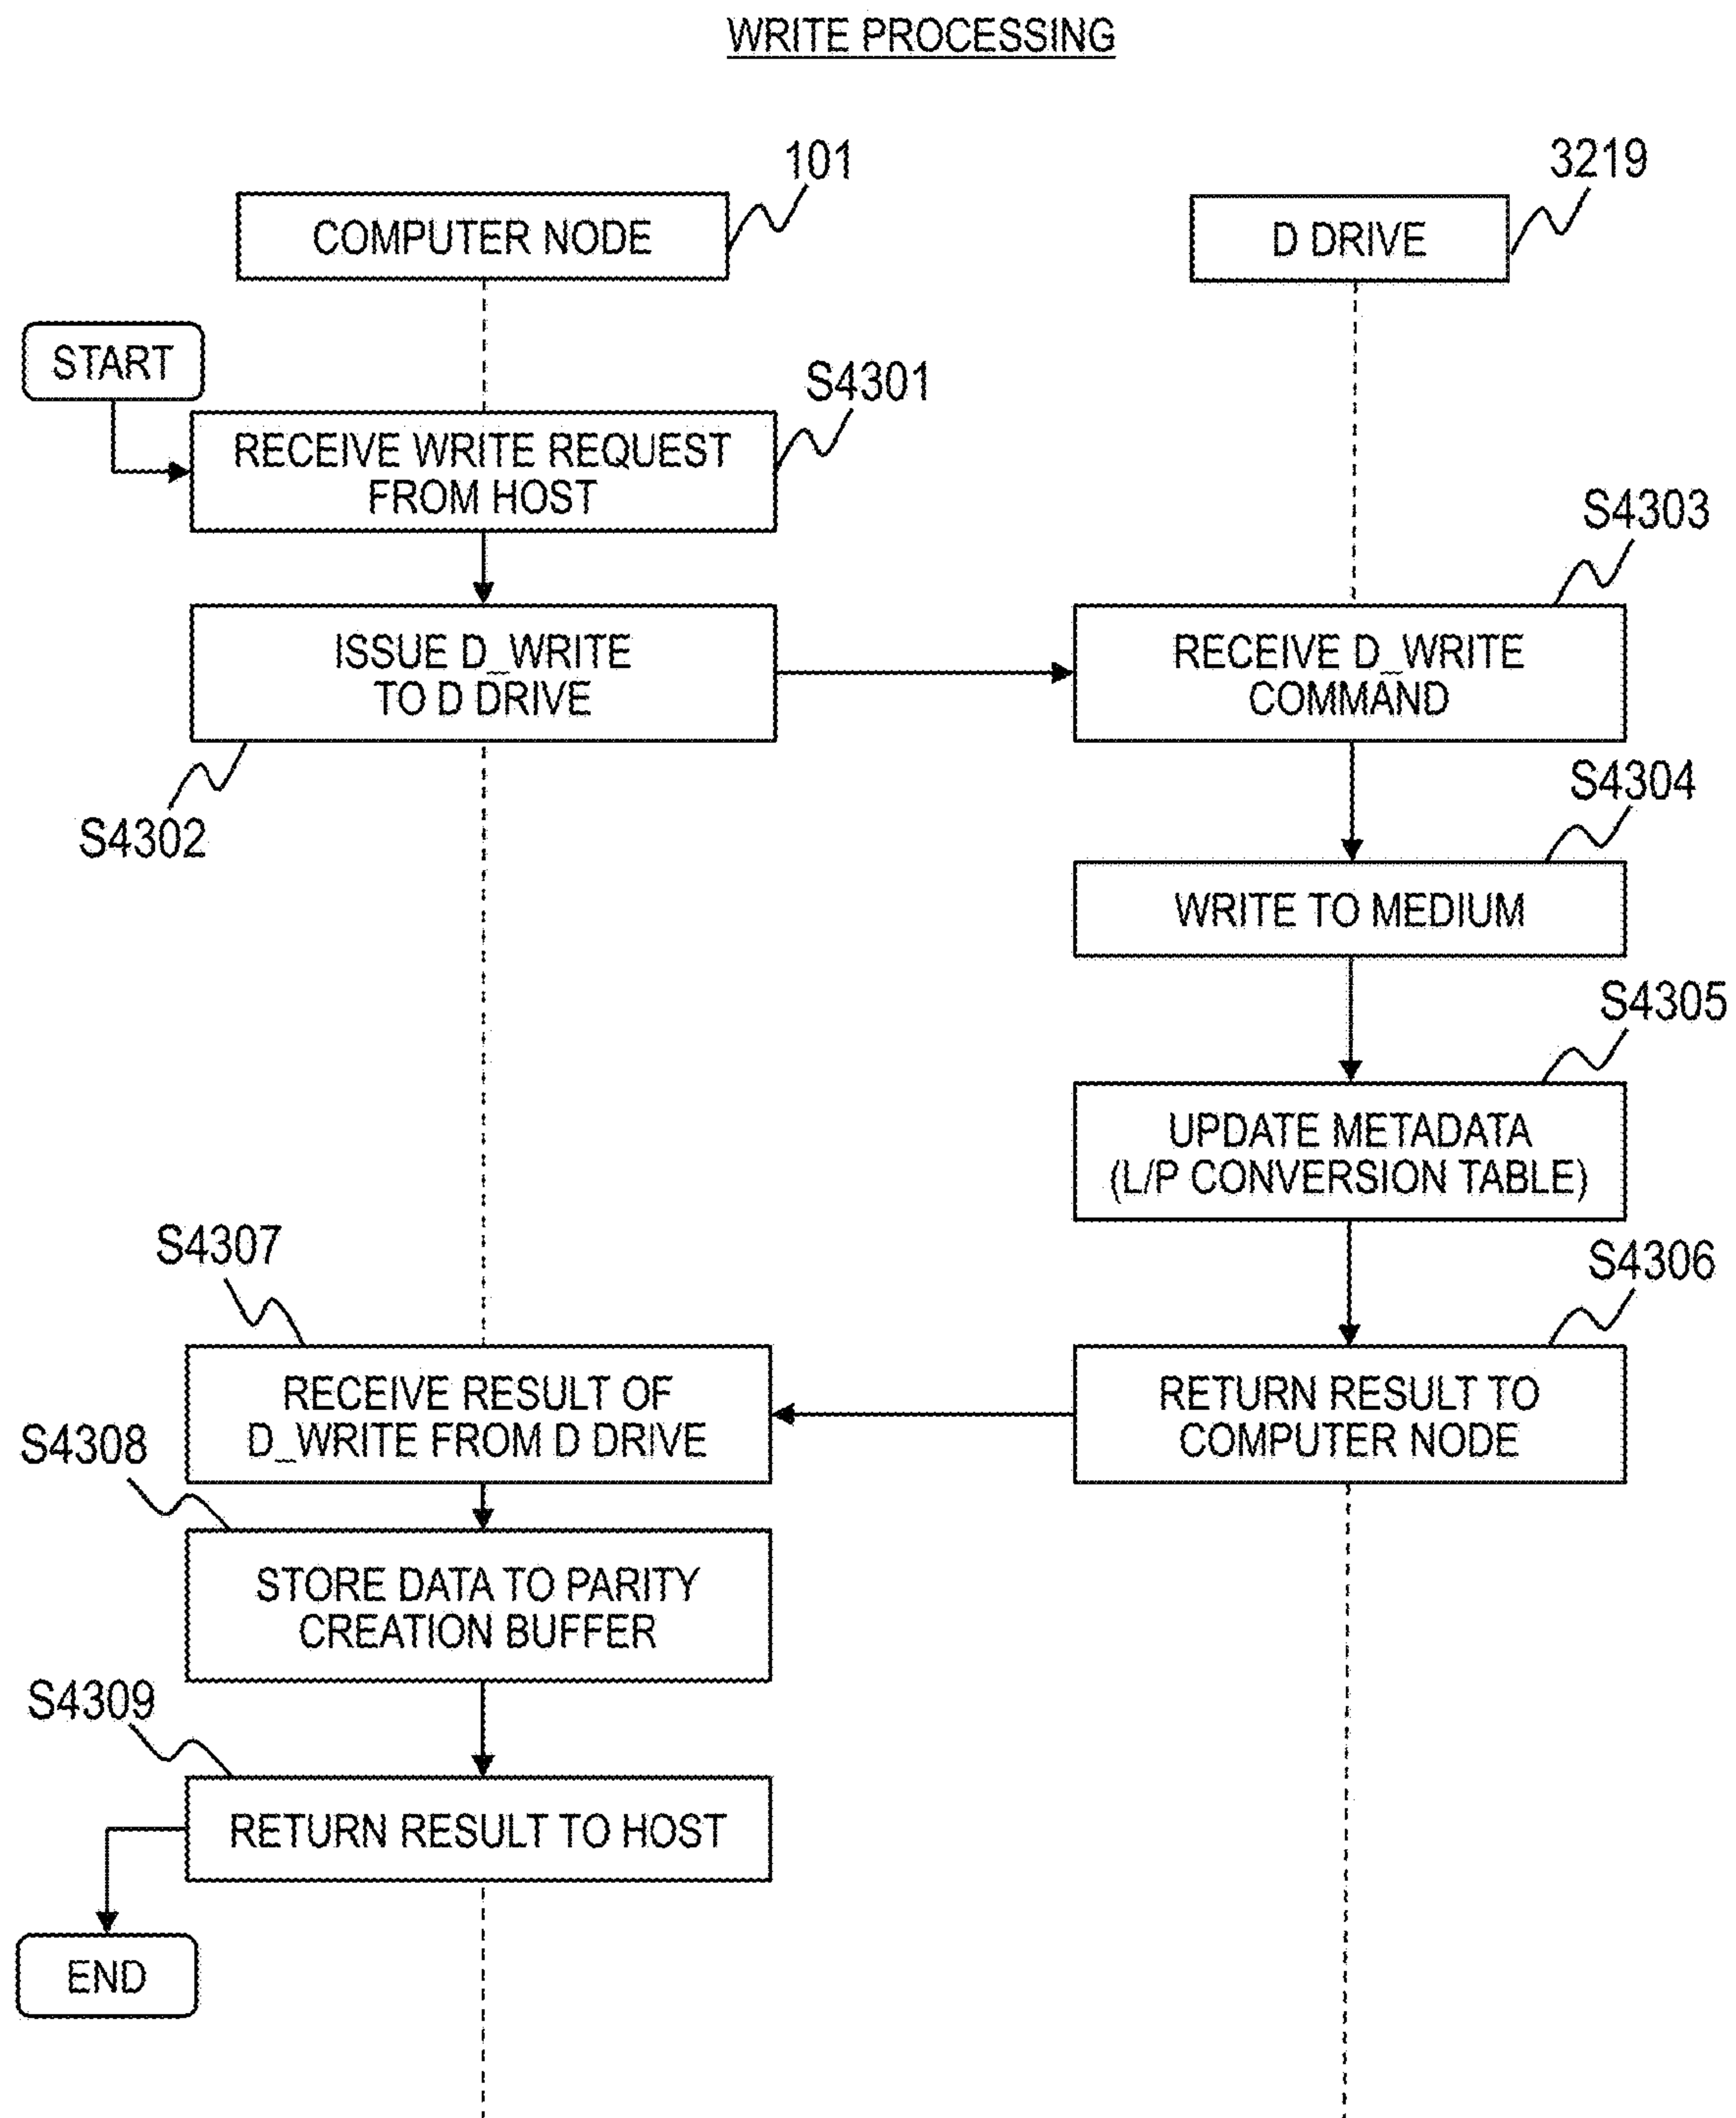 WRITE PROCESSING
101
3219
COMPUTER NODE
D DRIVE
START
S4301
RECEIVE WRITE REQUEST
FROM HOST
S4303
ISSUE D_WRITE
TO D DRIVE
RECEIVE D_WRITE
COMMAND
S4302
S4304
WRITE TO MEDIUM
S4305
UPDATE METADATA
(L/P CONVERSION TABLE)
S4307
S4306
RECEIVE RESULT OF
D_WRITE FROM D DRIVE
RETURN RESULT TO
COMPUTER NODE
S4308
STORE DATA TO PARITY
CREATION BUFFER
S4309
RETURN RESULT TO HOST
END